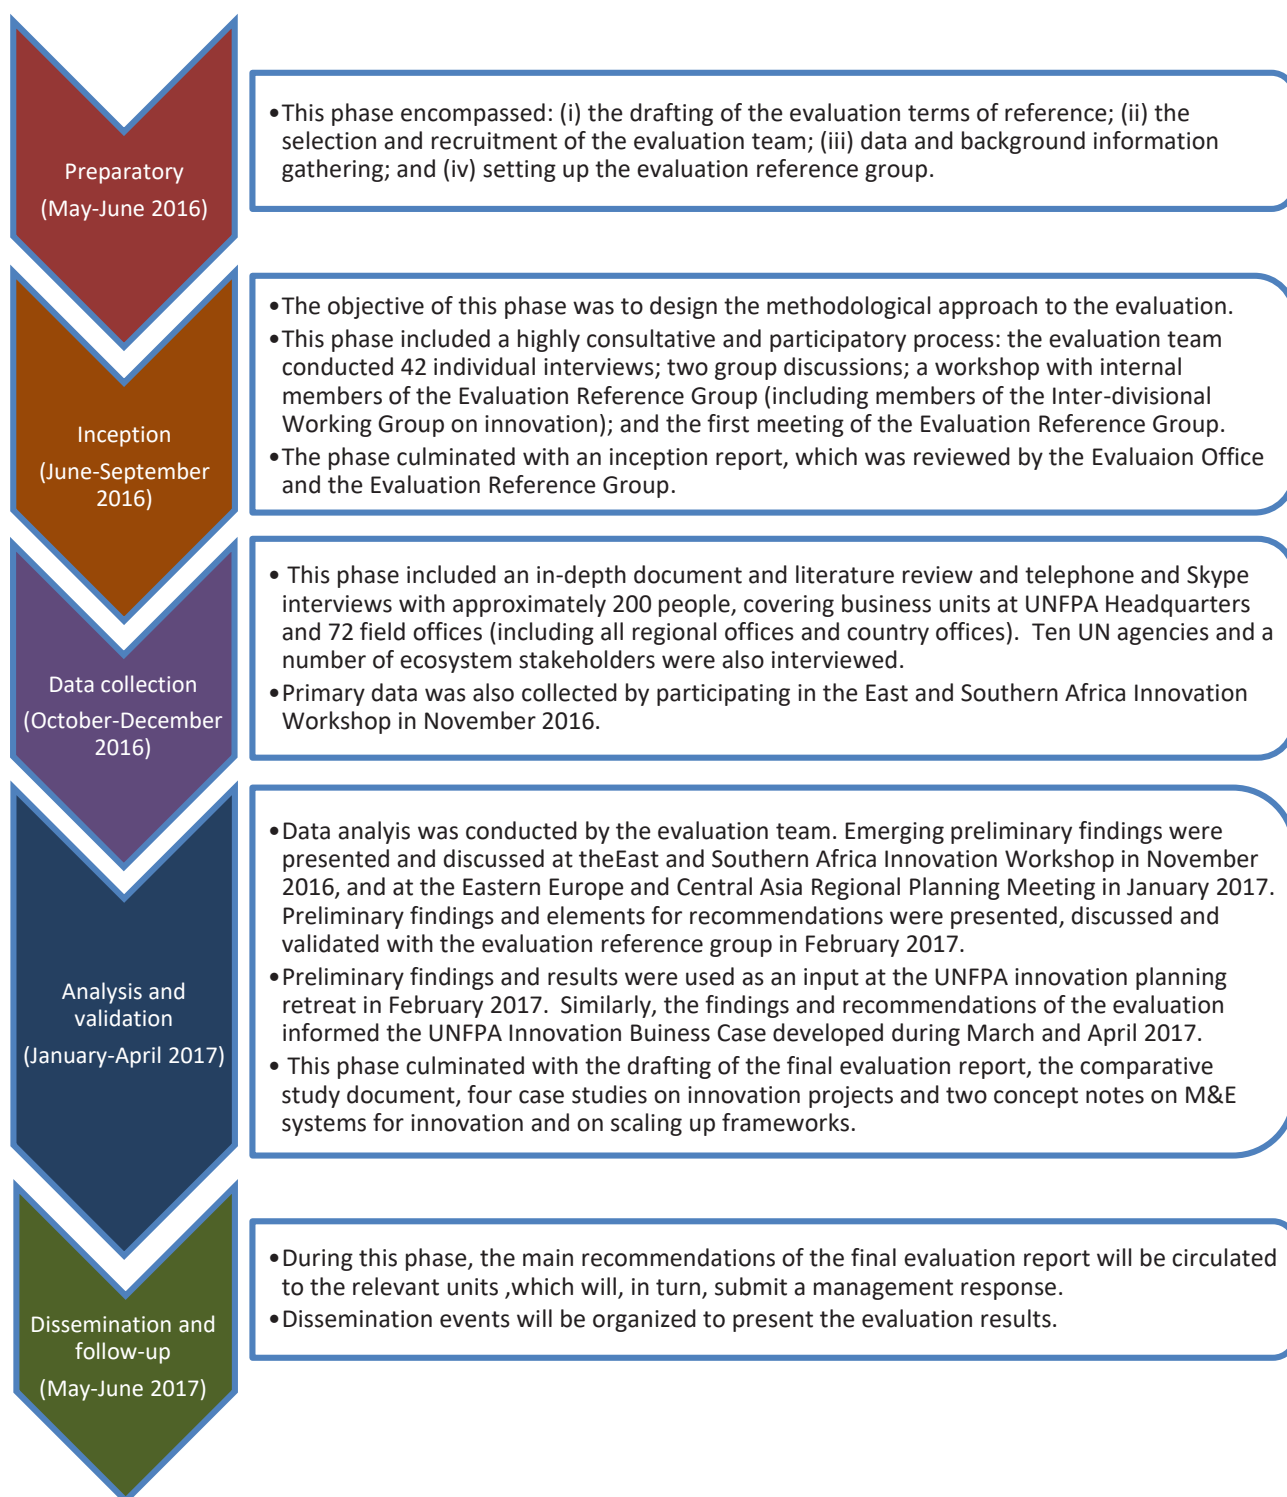 Preparatory
(May-June 2016)
•This phase encompassed: (i) the drafting of the evaluation terms of reference; (ii) the
selection and recruitment of the evaluation team; (iii) data and background information
gathering; and (iv) setting up the evaluation reference group.
Inception
(June-September
2016)
•The objective of this phase was to design the methodological approach to the evaluation.
•This phase included a highly consultative and participatory process: the evaluation team
conducted 42 individual interviews; two group discussions; a workshop with internal
members of the Evaluation Reference Group (including members of the Inter-divisional
Working Group on innovation); and the first meeting of the Evaluation Reference Group.
•The phase culminated with an inception report, which was reviewed by the Evaluaion Office
and the Evaluation Reference Group.
Data collection
(October-December
2016)
• This phase included an in-depth document and literature review and telephone and Skype
interviews with approximately 200 people, covering business units at UNFPA Headquarters
and 72 field offices (including all regional offices and country offices).  Ten UN agencies and a
number of ecosystem stakeholders were also interviewed.
•Primary data was also collected by participating in the East and Southern Africa Innovation
Workshop in November 2016.
Analysis and
validation
(January-April 2017)
•Data analyis was conducted by the evaluation team. Emerging preliminary findings were
presented and discussed at theEast and Southern Africa Innovation Workshop in November
2016, and at the Eastern Europe and Central Asia Regional Planning Meeting in January 2017.
Preliminary findings and elements for recommendations were presented, discussed and
validated with the evaluation reference group in February 2017.
•Preliminary findings and results were used as an input at the UNFPA innovation planning
retreat in February 2017.  Similarly, the findings and recommendations of the evaluation
informed the UNFPA Innovation Buiness Case developed during March and April 2017.
• This phase culminated with the drafting of the final evaluation report, the comparative
study document, four case studies on innovation projects and two concept notes on M&E
systems for innovation and on scaling up frameworks.
Dissemination and
follow-up
(May-June 2017)
•During this phase, the main recommendations of the final evaluation report will be circulated
to the relevant units ,which will, in turn, submit a management response.
•Dissemination events will be organized to present the evaluation results.